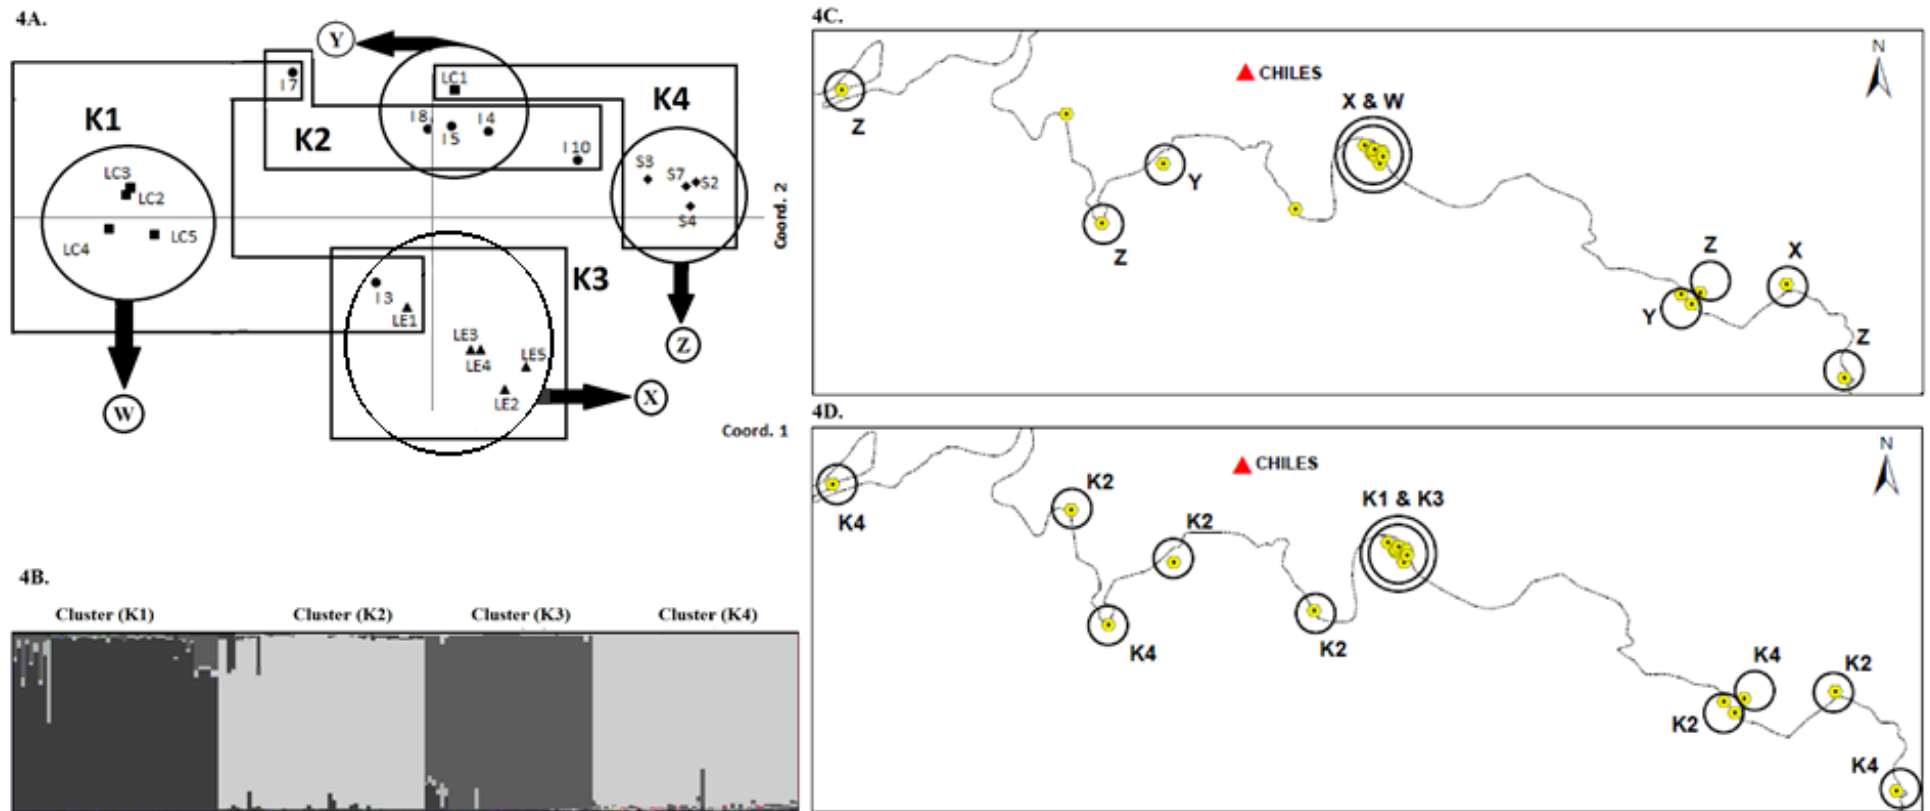 4A.
Y
LC1
I 7
K1
K2
K4
I 8
I 5
I 4
I 10
LC3
LC2
LC4
LC5
S3
S7
S2
S4
Coord. 2
K3
I 3
LE1
LE3
LE4
LE5
LE2
W
X
Z
Coord. 1
4B.
Cluster (K1)
Cluster (K2)
Cluster (K3)
Cluster (K4)
4C.
CHILES
N
Z
X & W
Y
Z
Z
X
Y
Z
4D.
CHILES
N
K4
K2
K2
K1 & K3
K4
K2
K4
K2
K2
K4